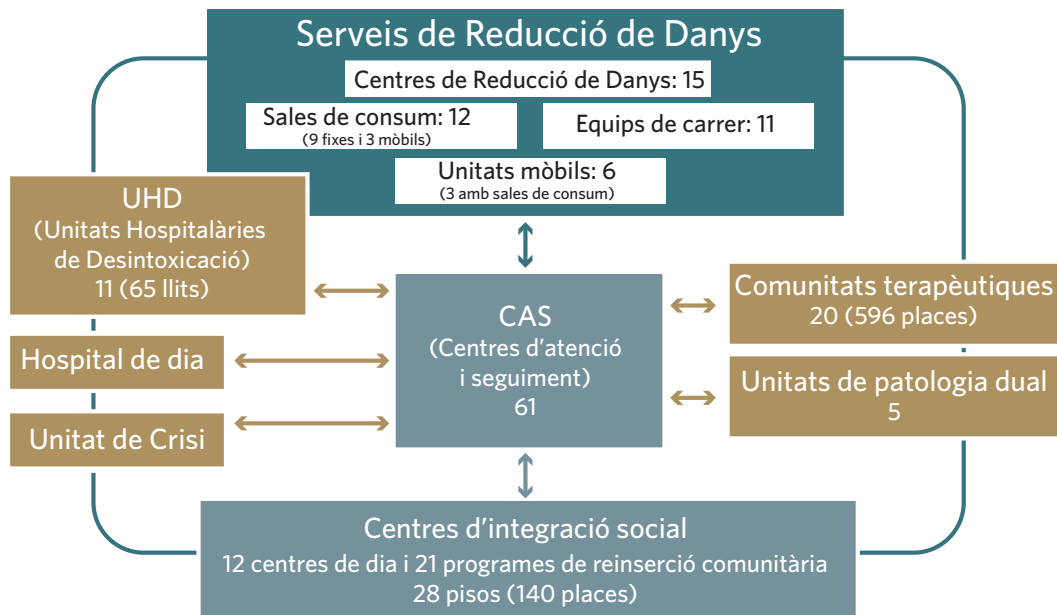 Serveis de Reducció de Danys
Centres de Reducció de Danys: 15
Sales de consum: 12
(9 fixes i 3 mòbils)
Equips de carrer: 11
Unitats mòbils: 6
(3 amb sales de consum)
UHD
(Unitats Hospitalàries
de Desintoxicació)
11 (65 llits)
Hospital de dia
Unitat de Crisi
CAS
(Centres d’atenció
i seguiment)
61
Comunitats terapèutiques
20 (596 places)
Unitats de patologia dual
5
Centres d’integració social
12 centres de dia i 21 programes de reinserció comunitària
28 pisos (140 places)